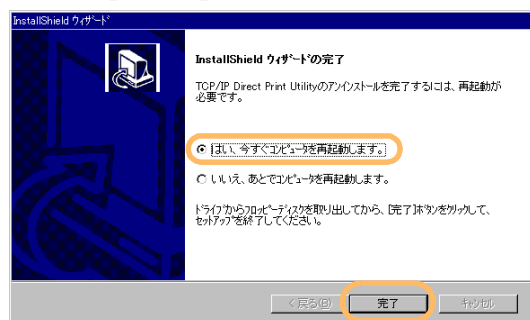 InstallShield ウィザード
InstallShield ウィザードの完了
TCP/IP Direct Print Utilityのアンインストールを完了するには、再起動が
必要です。
はい、今すぐコンピュータを再起動します。
いいえ、あとでコンピュータを再起動します。
ドライブからフロッピーディスクを取り出してから、[完了]ボタンをクリックして、
セットアップを終了してください。
< 戻る(B)
完了
キャンセル